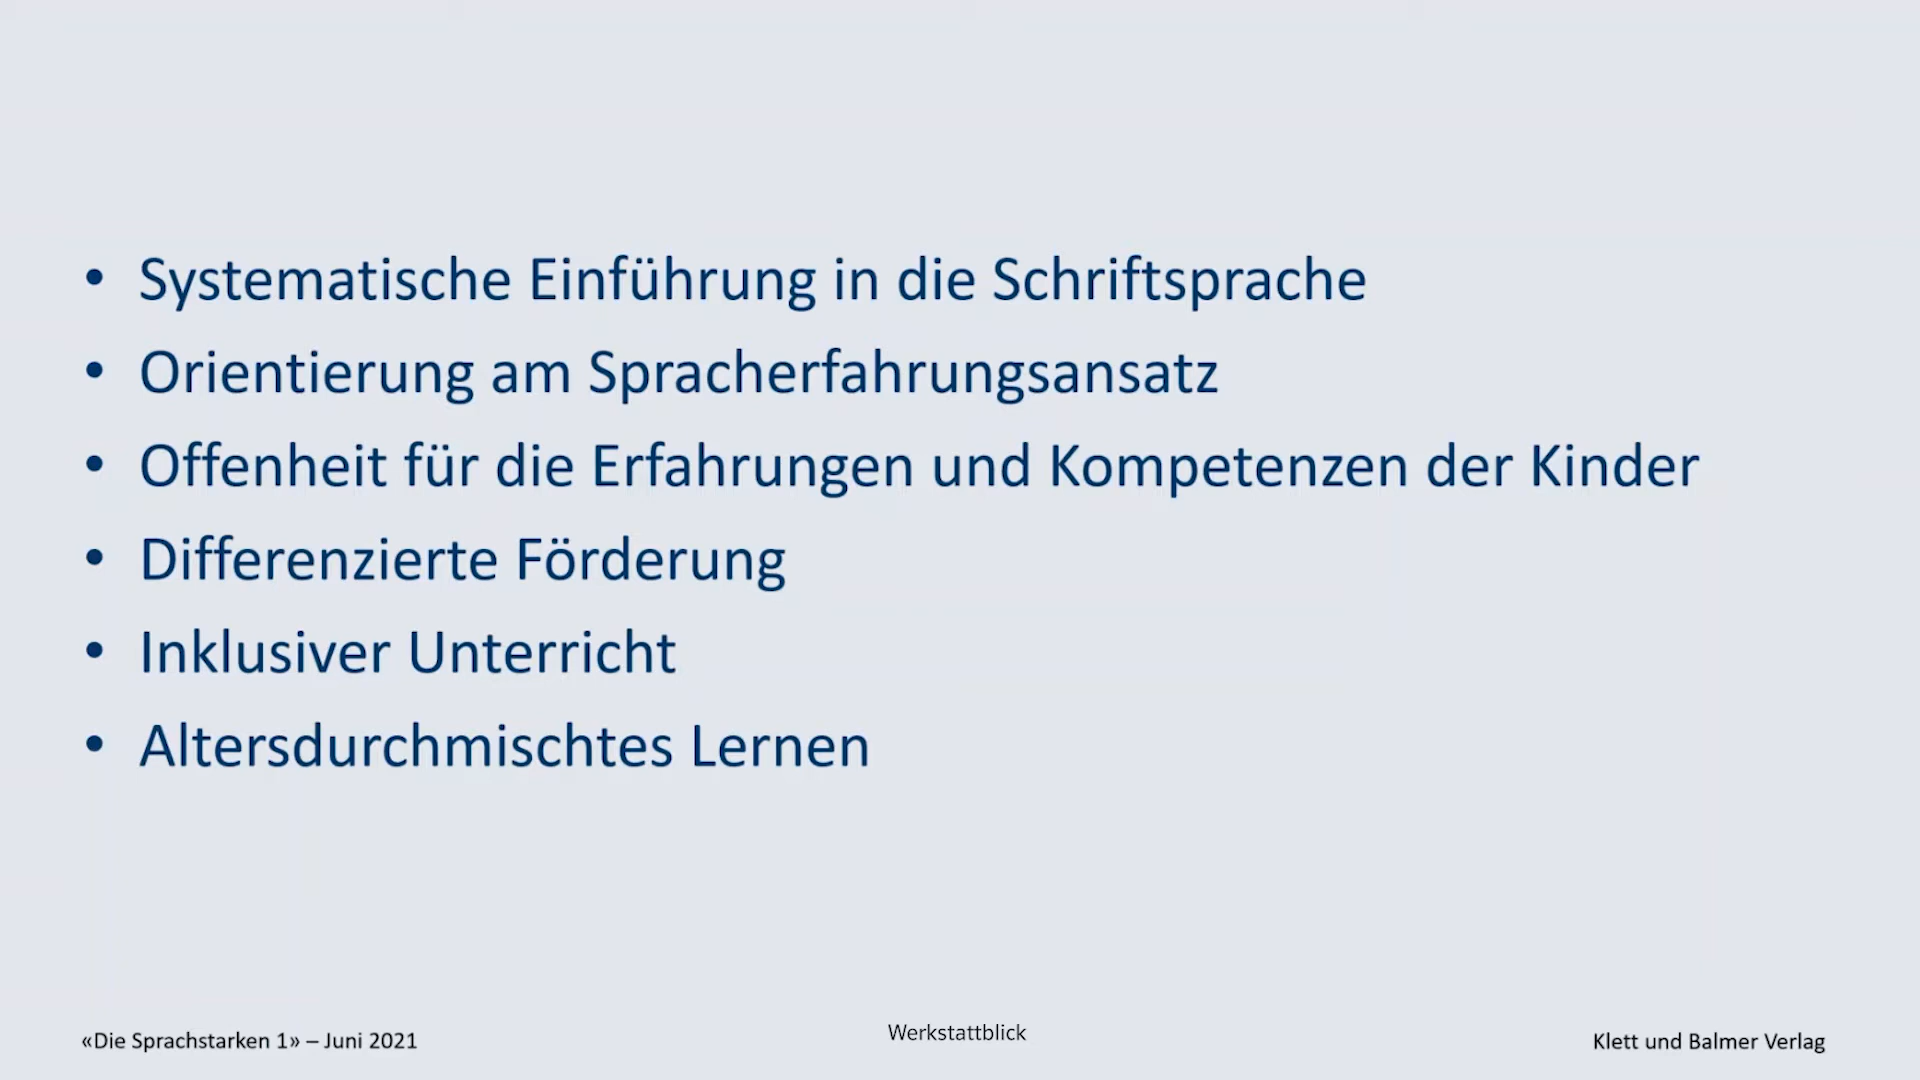 • Systematische Einführung in die Schriftsprache
• Orientierung am Spracherfahrungsansatz
• Offenheit für die Erfahrungen und Kompetenzen der Kinder
• Differenzierte Förderung
• Inklusiver Unterricht
• Altersdurchmischtes Lernen
«Die Sprachstarken 1» – Juni 2021
Werkstattblick
Klett und Balmer Verlag